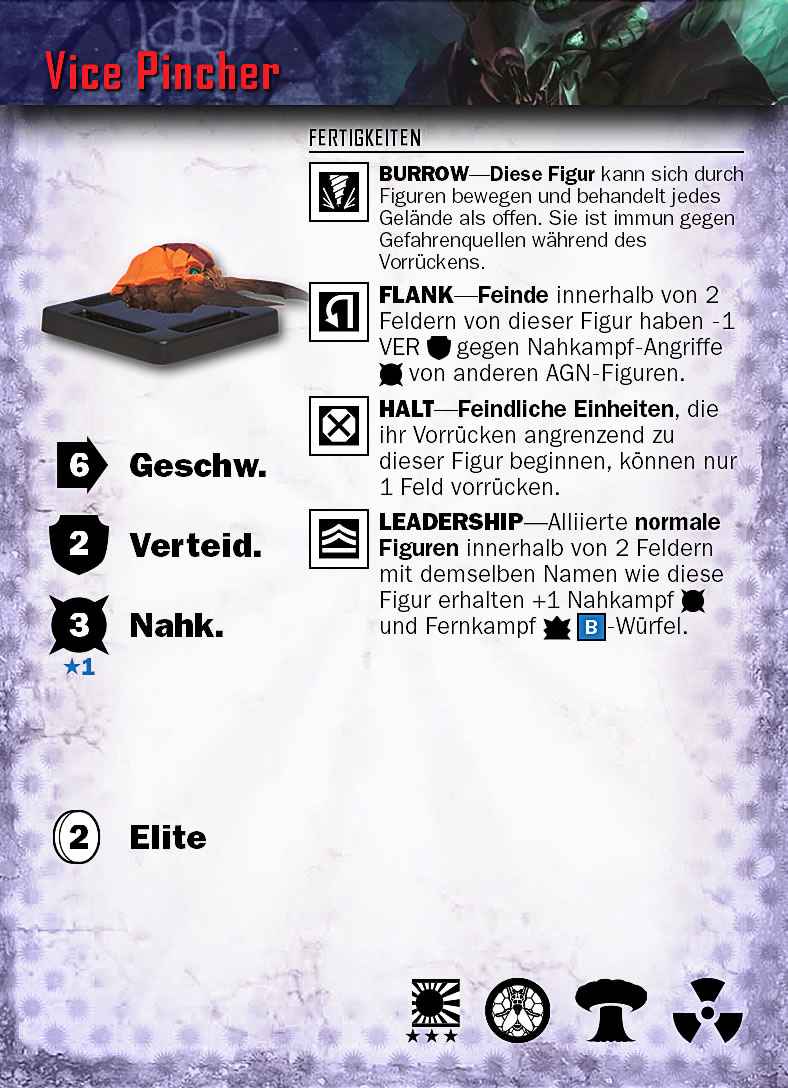 Vice Pincher
FERTIGKEITEN
BURROW—Diese Figur kann sich durch
Figuren bewegen und behandelt jedes
Gelände als offen. Sie ist immun gegen
Gefahrenquellen während des
Vorrückens.
FLANK—Feinde innerhalb von 2
Feldern von dieser Figur haben -1
VER gegen Nahkampf-Angriffe
von anderen AGN-Figuren.
HALT—Feindliche Einheiten, die
ihr Vorrücken angrenzend zu
dieser Figur beginnen, können nur
1 Feld vorrücken.
LEADERSHIP—Alliierte normale
Figuren innerhalb von 2 Feldern
mit demselben Namen wie diese
Figur erhalten +1 Nahkampf
und Fernkampf B-Würfel.
6 Geschw.
2 Verteid.
3 Nahk.
★1
2 Elite